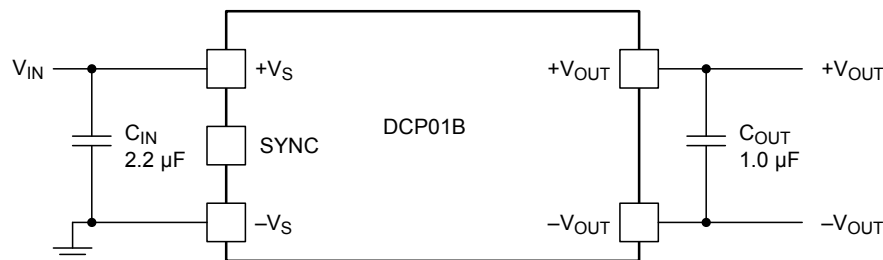 VIN
+VS
+VOUT
+VOUT
CIN
2.2 µF
SYNC
DCP01B
COUT
1.0 µF
–VS
–VOUT
–VOUT